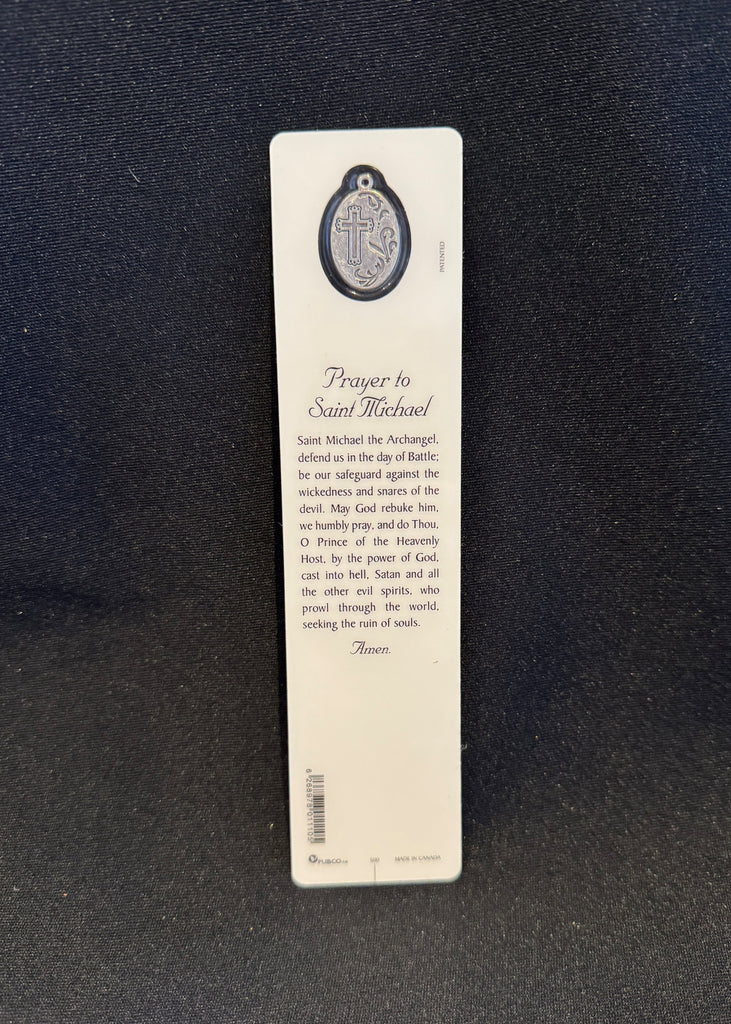 PATENTED
Prayer to
Saint Michael
Saint Michael the Archangel,
defend us in the day of Battle;
be our safeguard against the
wickedness and snares of the
devil. May God rebuke him,
we humbly pray, and do Thou,
O Prince of the Heavenly
Host, by the power of God,
cast into hell, Satan and all
the other evil spirits, who
prowl through the world,
seeking the ruin of souls.
Amen.
MADE IN CANADA